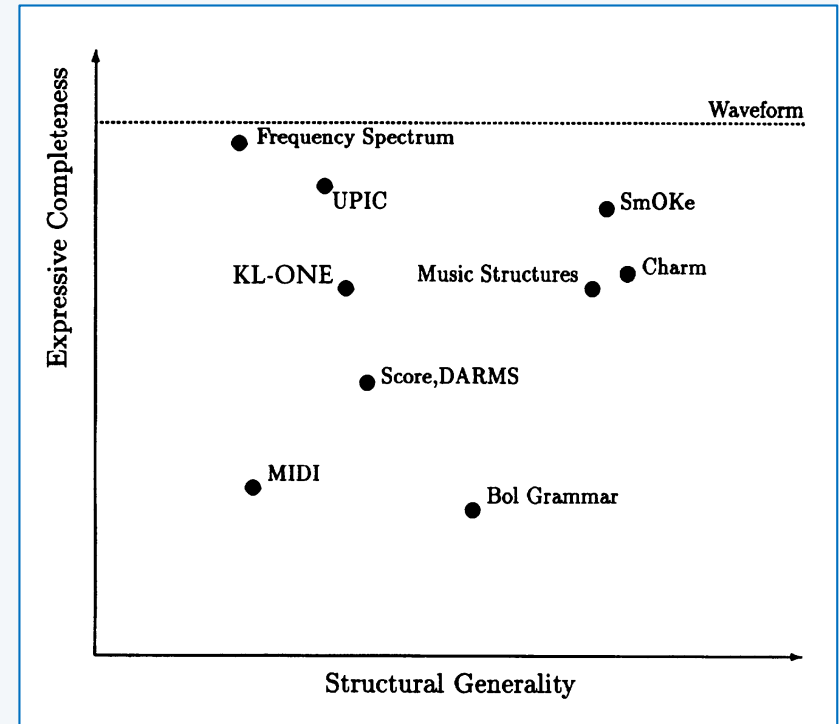 Expressive Completeness
Waveform
Frequency Spectrum
UPIC
SmOKe
KL-ONE
Music Structures
Charm
Score,DARMS
MIDI
Bol Grammar
Structural Generality